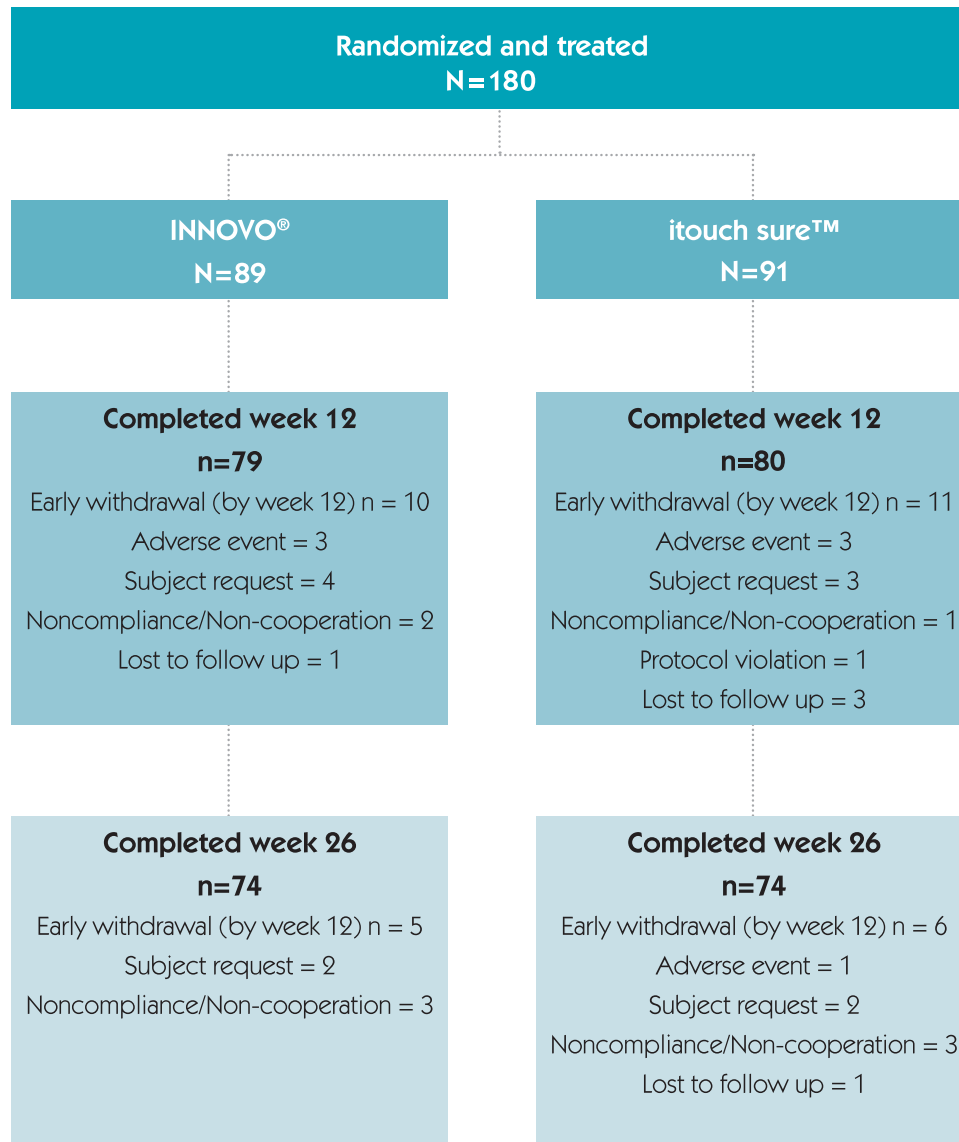 Randomized and treated
N=180
INNOVO®
N=89
itouch sure™
N=91
Completed week 12
n=79
Early withdrawal (by week 12) n = 10
Adverse event = 3
Subject request = 4
Noncompliance/Non-cooperation = 2
Lost to follow up = 1
Completed week 12
n=80
Early withdrawal (by week 12) n = 11
Adverse event = 3
Subject request = 3
Noncompliance/Non-cooperation = 1
Protocol violation = 1
Lost to follow up = 3
Completed week 26
n=74
Early withdrawal (by week 12) n = 5
Subject request = 2
Noncompliance/Non-cooperation = 3
Completed week 26
n=74
Early withdrawal (by week 12) n = 6
Adverse event = 1
Subject request = 2
Noncompliance/Non-cooperation = 3
Lost to follow up = 1